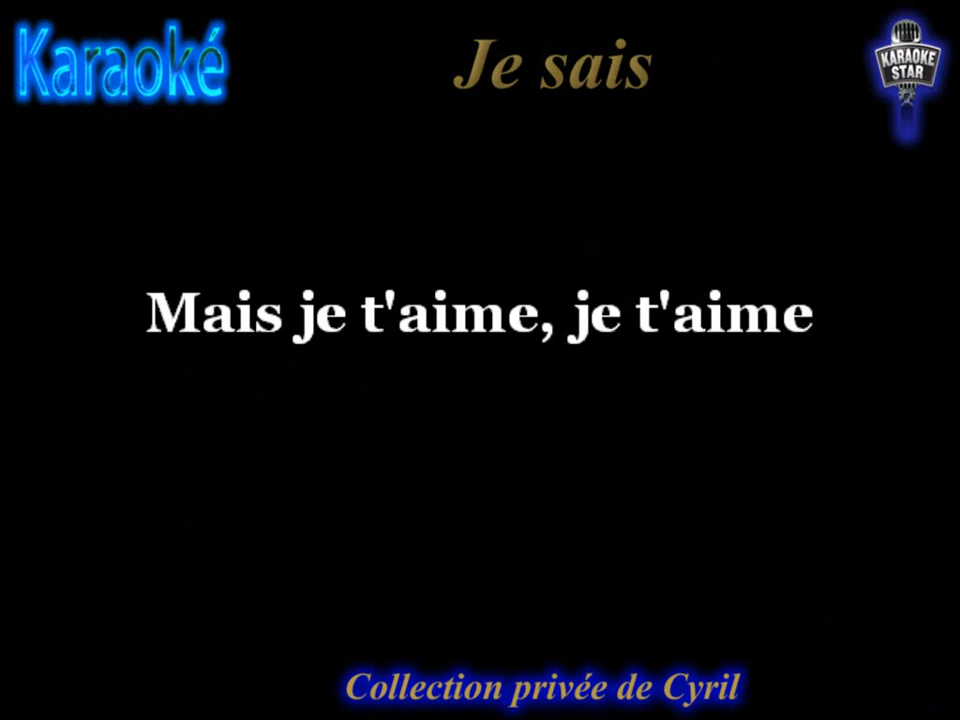 Karaoké
Je sais
KARAOKE
STAR
Mais je t'aime, je t'aime
Collection privée de Cyril